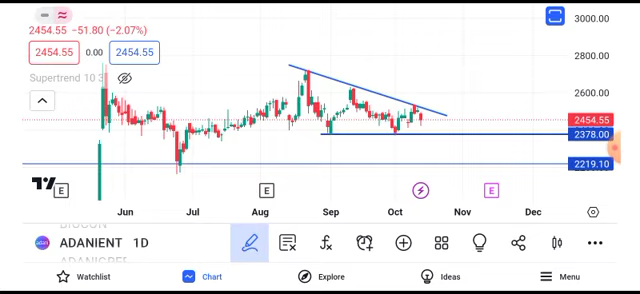 2454.55 −51.80 (−2.07%)
2454.55 0.00 2454.55
Supertrend 10 3
3000.00
2800.00
2600.00
2454.55
2378.00
2219.10
E E E
Jun Jul Aug Sep Oct Nov Dec
ADANIENT 1D
Watchlist Chart Explore Ideas Menu